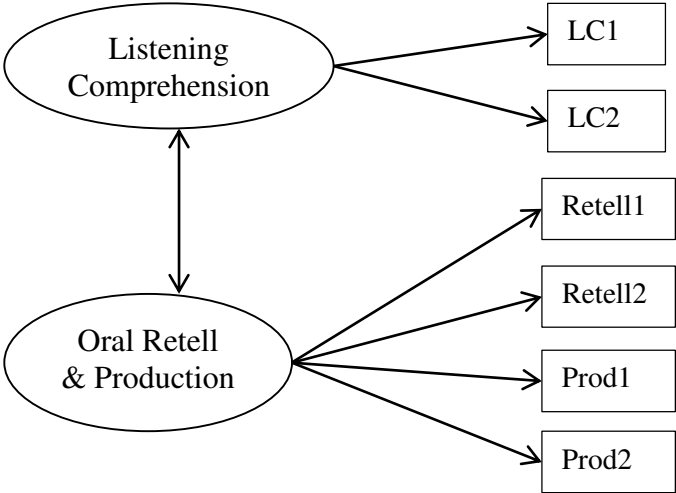 Listening
Comprehension
LC1
LC2
Retell1
Retell2
Oral Retell
& Production
Prod1
Prod2